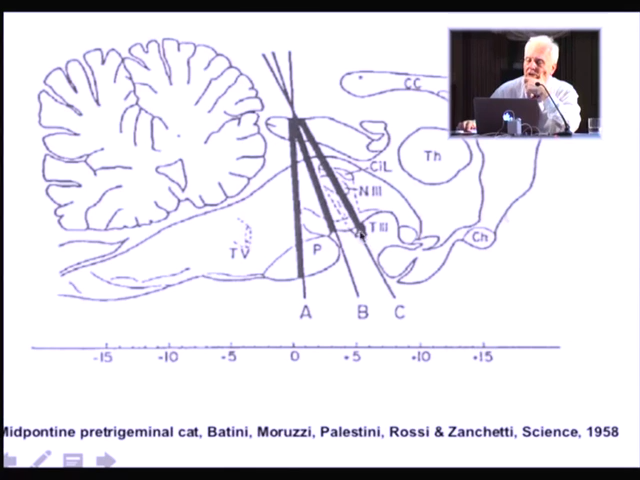 CC
Th
CiL
N III
T III
Ch
TV
P
A B C
-15 -10 -5 0 +5 +10 +15
Midpontine pretrigeminal cat, Batini, Moruzzi, Palestini, Rossi & Zanchetti, Science, 1958